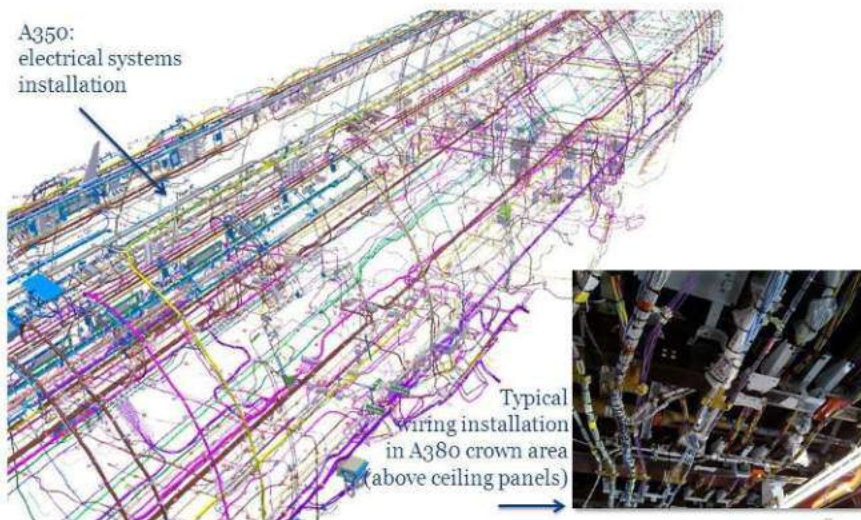 A350:
electrical systems
installation
Typical
wiring installation
in A380 crown area
(above ceiling panels)